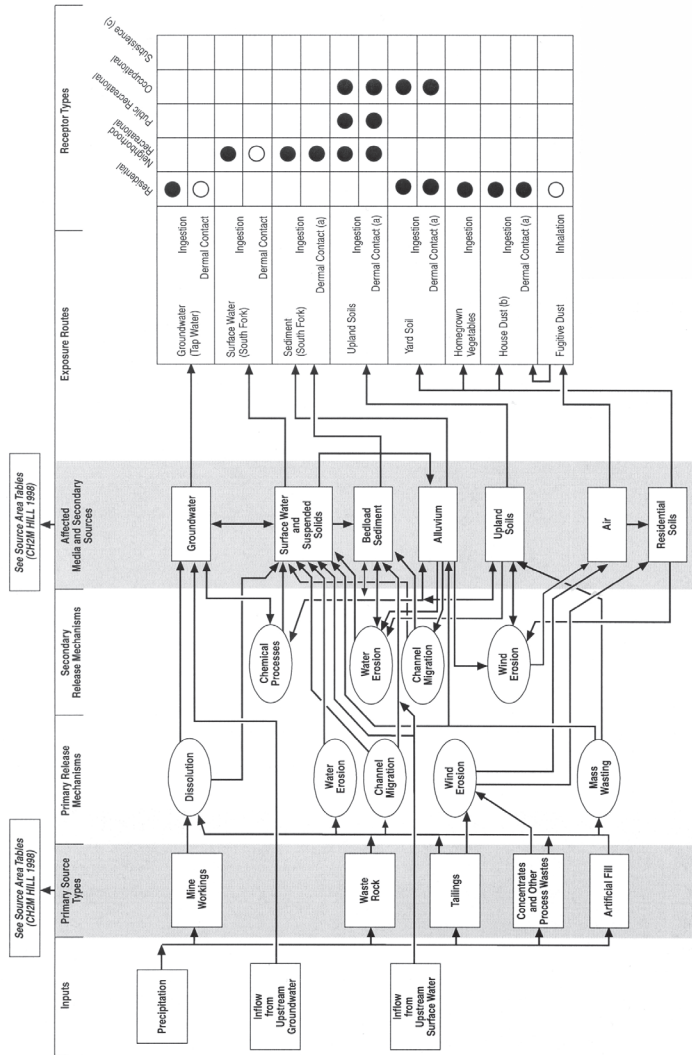 See Source Area Tables
(CH2M HILL 1998)
See Source Area Tables
(CH2M HILL 1998)
Inputs
Primary Source
Types
Primary Release
Mechanisms
Secondary
Release Mechanisms
Affected
Media and Secondary
Sources
Exposure Routes
Receptor Types
Residential
Neighborhood
Recreational
Public Recreational
Occupational
Subsistence (c)
Precipitation
Inflow
from
Upstream
Groundwater
Inflow
from
Upstream
Surface Water
Mine
Workings
Waste
Rock
Tailings
Concentrates
and Other
Process Wastes
Artificial Fill
Dissolution
Water
Erosion
Channel
Migration
Wind
Erosion
Mass
Wasting
Chemical
Processes
Water
Erosion
Channel
Migration
Wind
Erosion
Groundwater
Surface Water
and
Suspended
Solids
Bedload
Sediment
Alluvium
Upland
Soils
Air
Residential
Soils
Groundwater
(Tap Water)
Ingestion
Dermal Contact
Surface Water
(South Fork)
Ingestion
Dermal Contact
Sediment
(South Fork)
Ingestion
Dermal Contact (a)
Upland Soils
Ingestion
Dermal Contact (a)
Yard Soil
Ingestion
Dermal Contact (a)
Homegrown
Vegetables
Ingestion
House Dust (b)
Ingestion
Dermal Contact (a)
Fugitive Dust
Inhalation